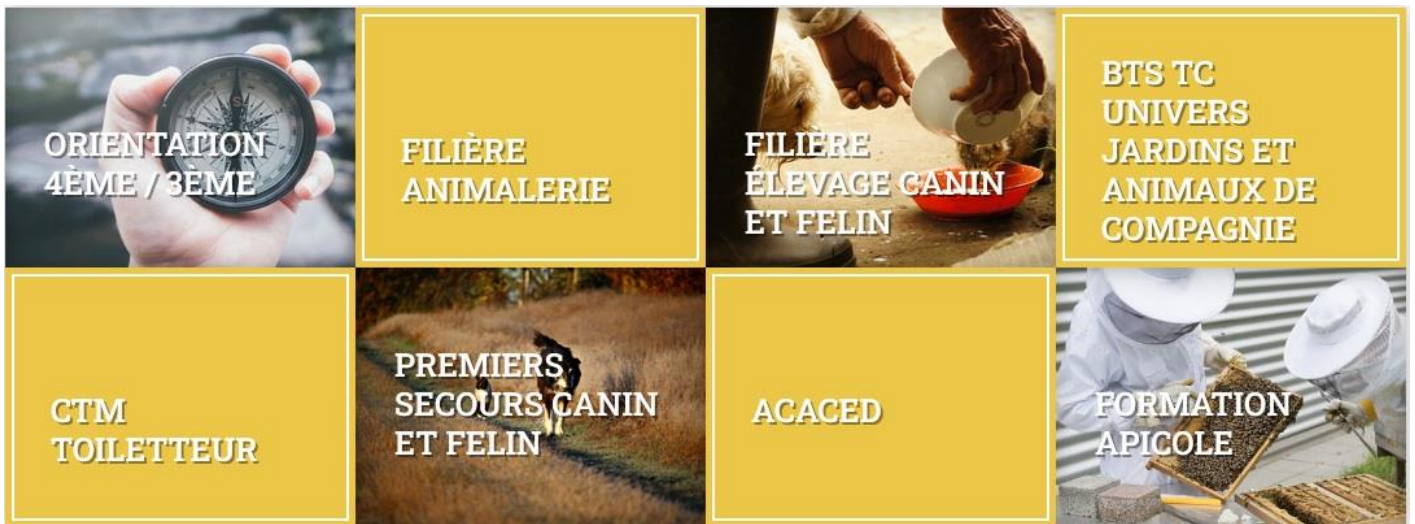 ORIENTATION
4ÈME / 3ÈME
FILIÈRE
ANIMALERIE
FILIÈRE
ÉLEVAGE CANIN
ET FELIN
BTS TC
UNIVERS
JARDINS ET
ANIMAUX DE
COMPAGNIE
CTM
TOILETTEUR
PREMIERS
SECOURS CANIN
ET FELIN
ACACED
FORMATION
APICOLE